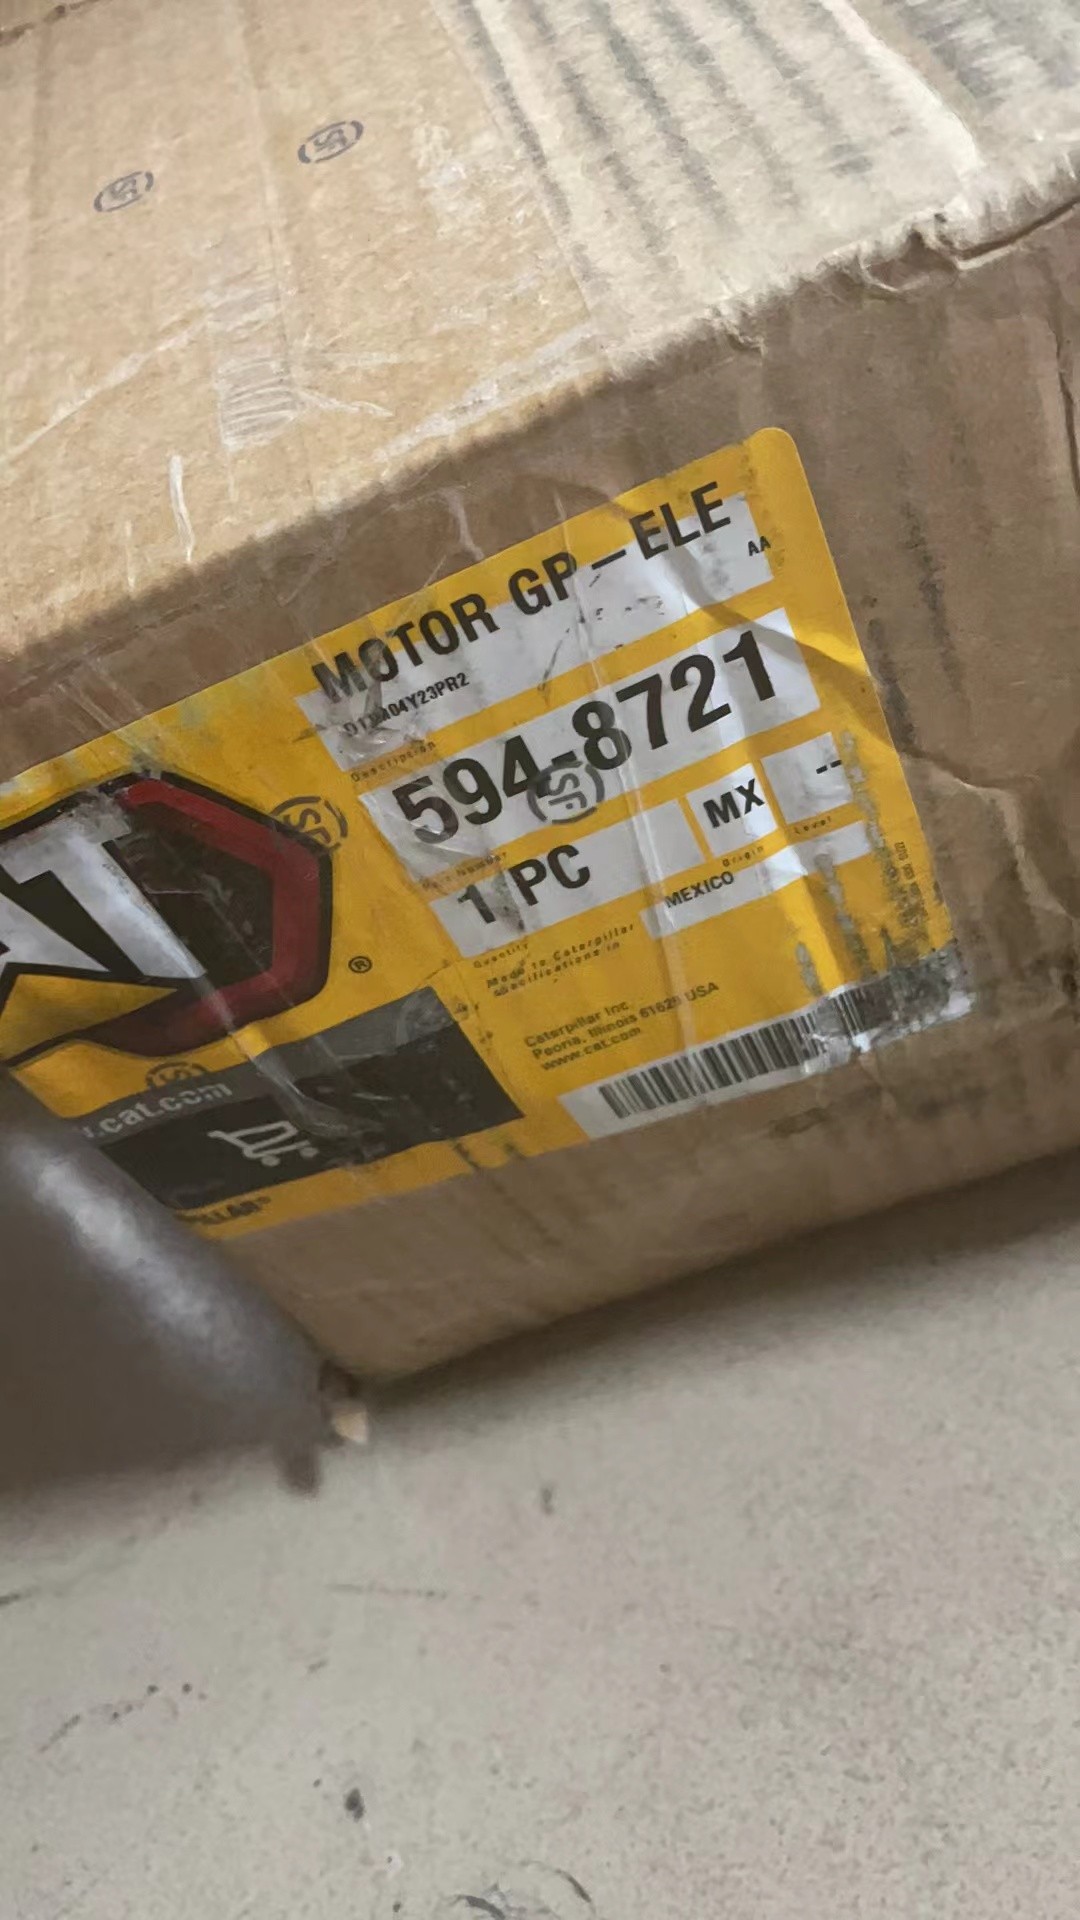 MOTOR GP-ELE
AA
Description
594-8721
Part Number
1 PC
MX
--
Quantity
Origin
Level
MEXICO
Made to Caterpillar
specifications in
Caterpillar Inc.
Peoria, Illinois 61629 USA
www.cat.com
.cat.com